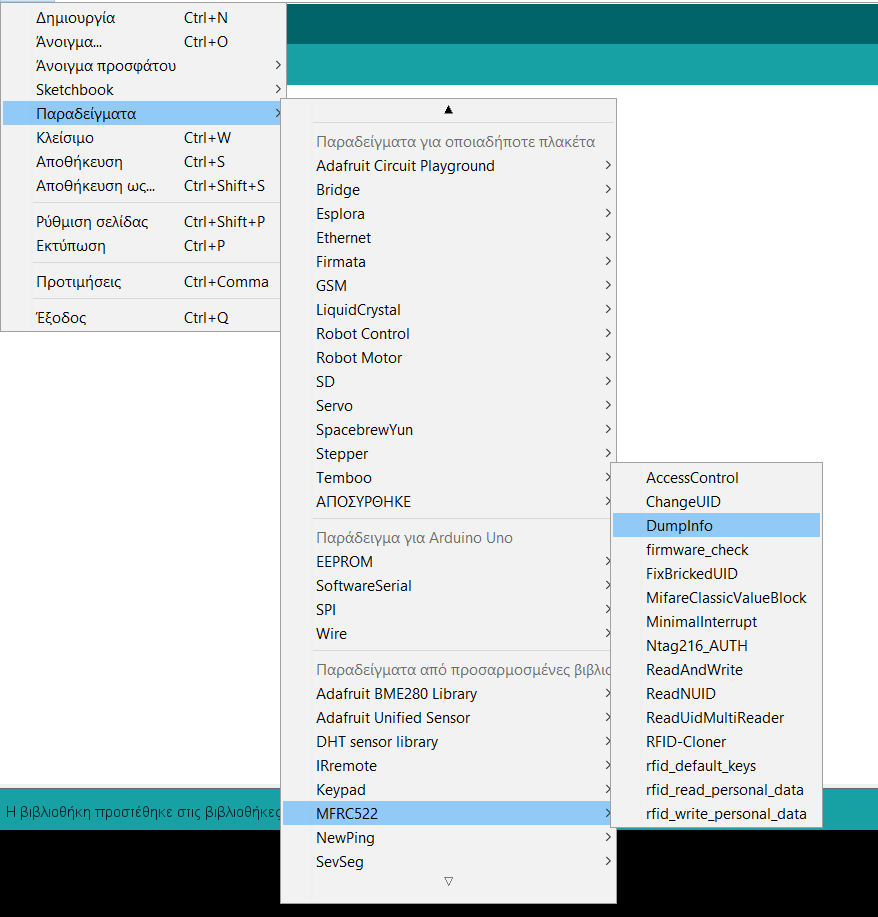 Δημιουργία Ctrl+N
Άνοιγμα... Ctrl+O
Άνοιγμα προσφάτου
Sketchbook
Παραδείγματα
Κλείσιμο Ctrl+W
Αποθήκευση Ctrl+S
Αποθήκευση ως... Ctrl+Shift+S
Ρύθμιση σελίδας Ctrl+Shift+P
Εκτύπωση Ctrl+P
Προτιμήσεις Ctrl+Comma
Έξοδος Ctrl+Q
Παραδείγματα για οποιαδήποτε πλακέτα
Adafruit Circuit Playground
Bridge
Esplora
Ethernet
Firmata
GSM
LiquidCrystal
Robot Control
Robot Motor
SD
Servo
SpacebrewYun
Stepper
Temboo
ΑΠΟΣΥΡΘΗΚΕ
Παράδειγμα για Arduino Uno
EEPROM
SoftwareSerial
SPI
Wire
Παραδείγματα από προσαρμοσμένες βιβλιο
Adafruit BME280 Library
Adafruit Unified Sensor
DHT sensor library
IRremote
Keypad
MFRC522
NewPing
SevSeg
AccessControl
ChangeUID
DumpInfo
firmware_check
FixBrickedUID
MifareClassicValueBlock
MinimalInterrupt
Ntag216_AUTH
ReadAndWrite
ReadNUID
ReadUidMultiReader
RFID-Cloner
rfid_default_keys
rfid_read_personal_data
rfid_write_personal_data
Η βιβλιοθήκη προστέθηκε στις βιβλιοθήκες